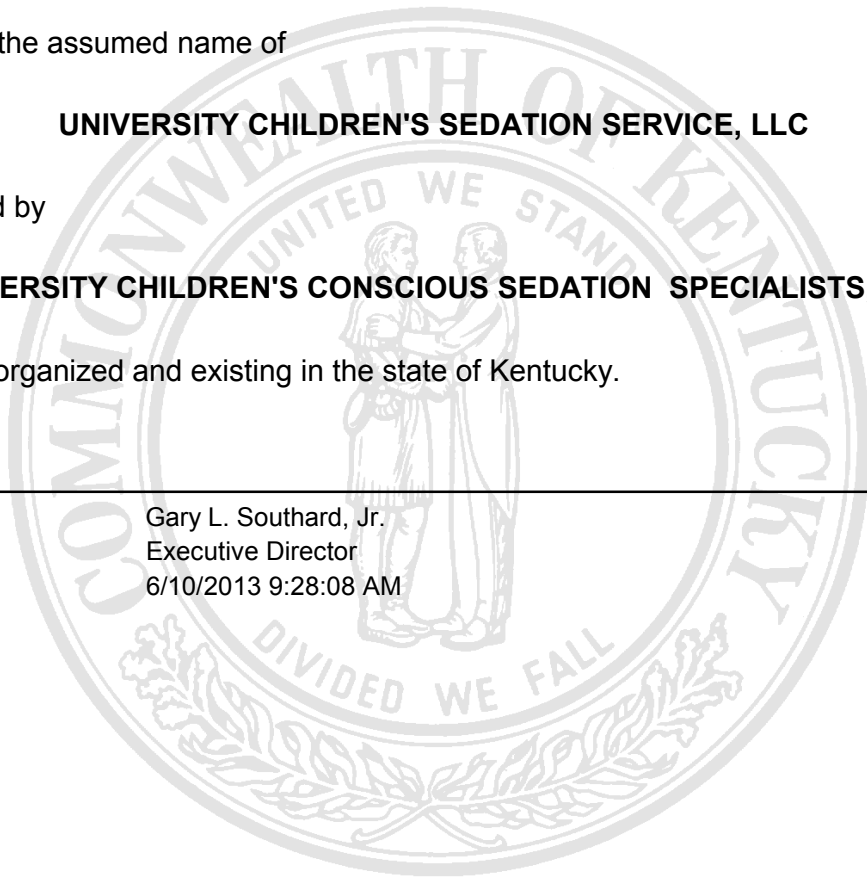 the assumed name of
UNIVERSITY CHILDREN'S SEDATION SERVICE, LLC
d by
ERSITY CHILDREN'S CONSCIOUS SEDATION SPECIALISTS
organized and existing in the state of Kentucky.
Gary L. Southard, Jr.
Executive Director
6/10/2013 9:28:08 AM
COMMONWEALTH OF KENTUCKY
UNITED WE STAND
DIVIDED WE FALL